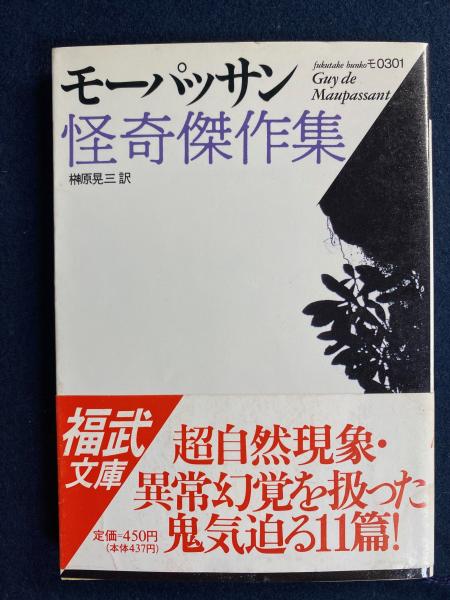 fukutake bunko モ0301
Guy de
Maupassant
モーパッサン
怪奇傑作集
榊原晃三 訳
福武
文庫
定価=450円
(本体437円)
超自然現象・
異常幻覚を扱った
鬼気迫る11篇!